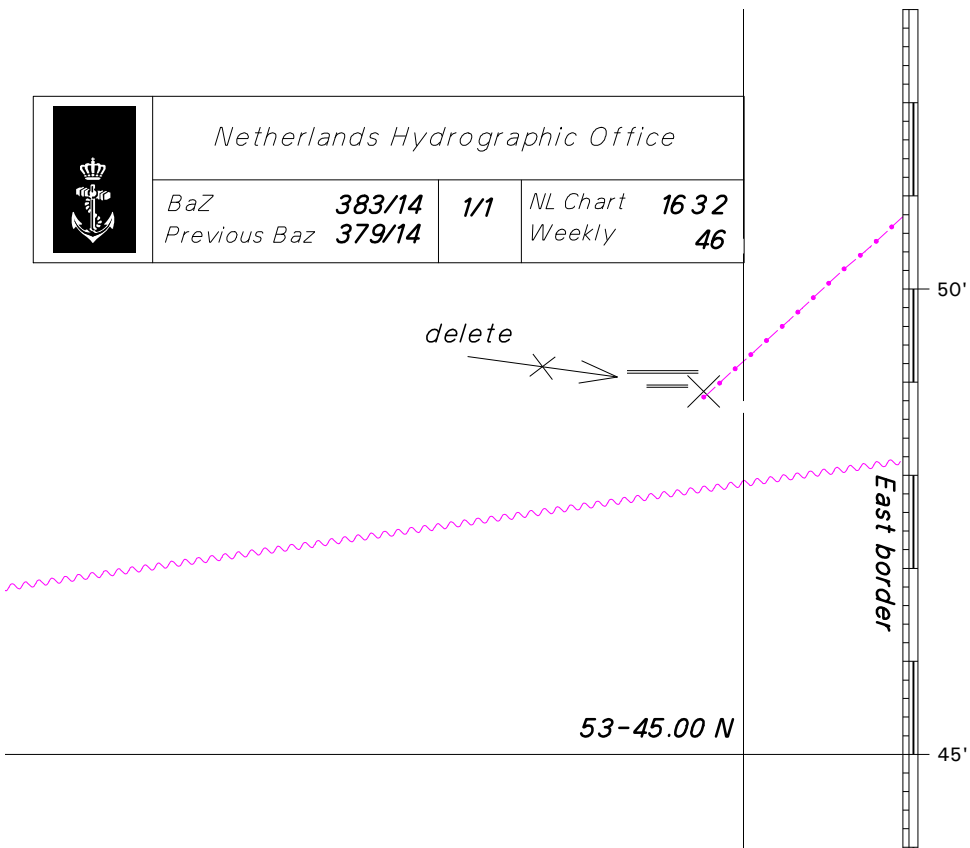 Netherlands Hydrographic Office
BaZ 383/14 1/1 NL Chart 1632
Previous Baz 379/14 Weekly 46
50'
delete
East border
53-45.00 N
45'